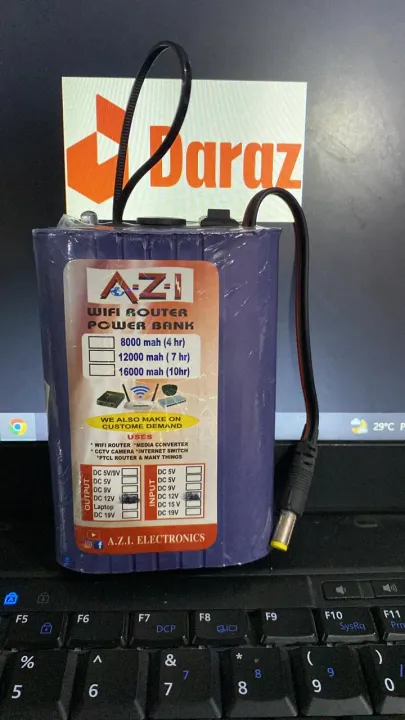 Daraz
A-Z-I
WIFI ROUTER
POWER BANK
8000 mah (4 hr)
12000 mah ( 7 hr)
16000 mah (10hr)
WE ALSO MAKE ON
CUSTOME DEMAND
USES
* WIFI ROUTER *MEDIA CONVERTER
* CCTV CAMERA *INTERNET SWITCH
*PTCL ROUTER & MANY THINGS
OUTPUT
DC 5V/9V
DC 5V
DC 9V
DC 12V
Laptop
DC 19V
INPUT
DC 5V
DC 5V
DC 9V
DC 12V
DC 15 V
DC 19V
A.Z.I. ELECTRONICS
29°C
F5
F6
F7
DCP
F8
F9
F10
SysRq
F11
%
5
^
6
&
7
7
*
8
8
(
9
9
)
0